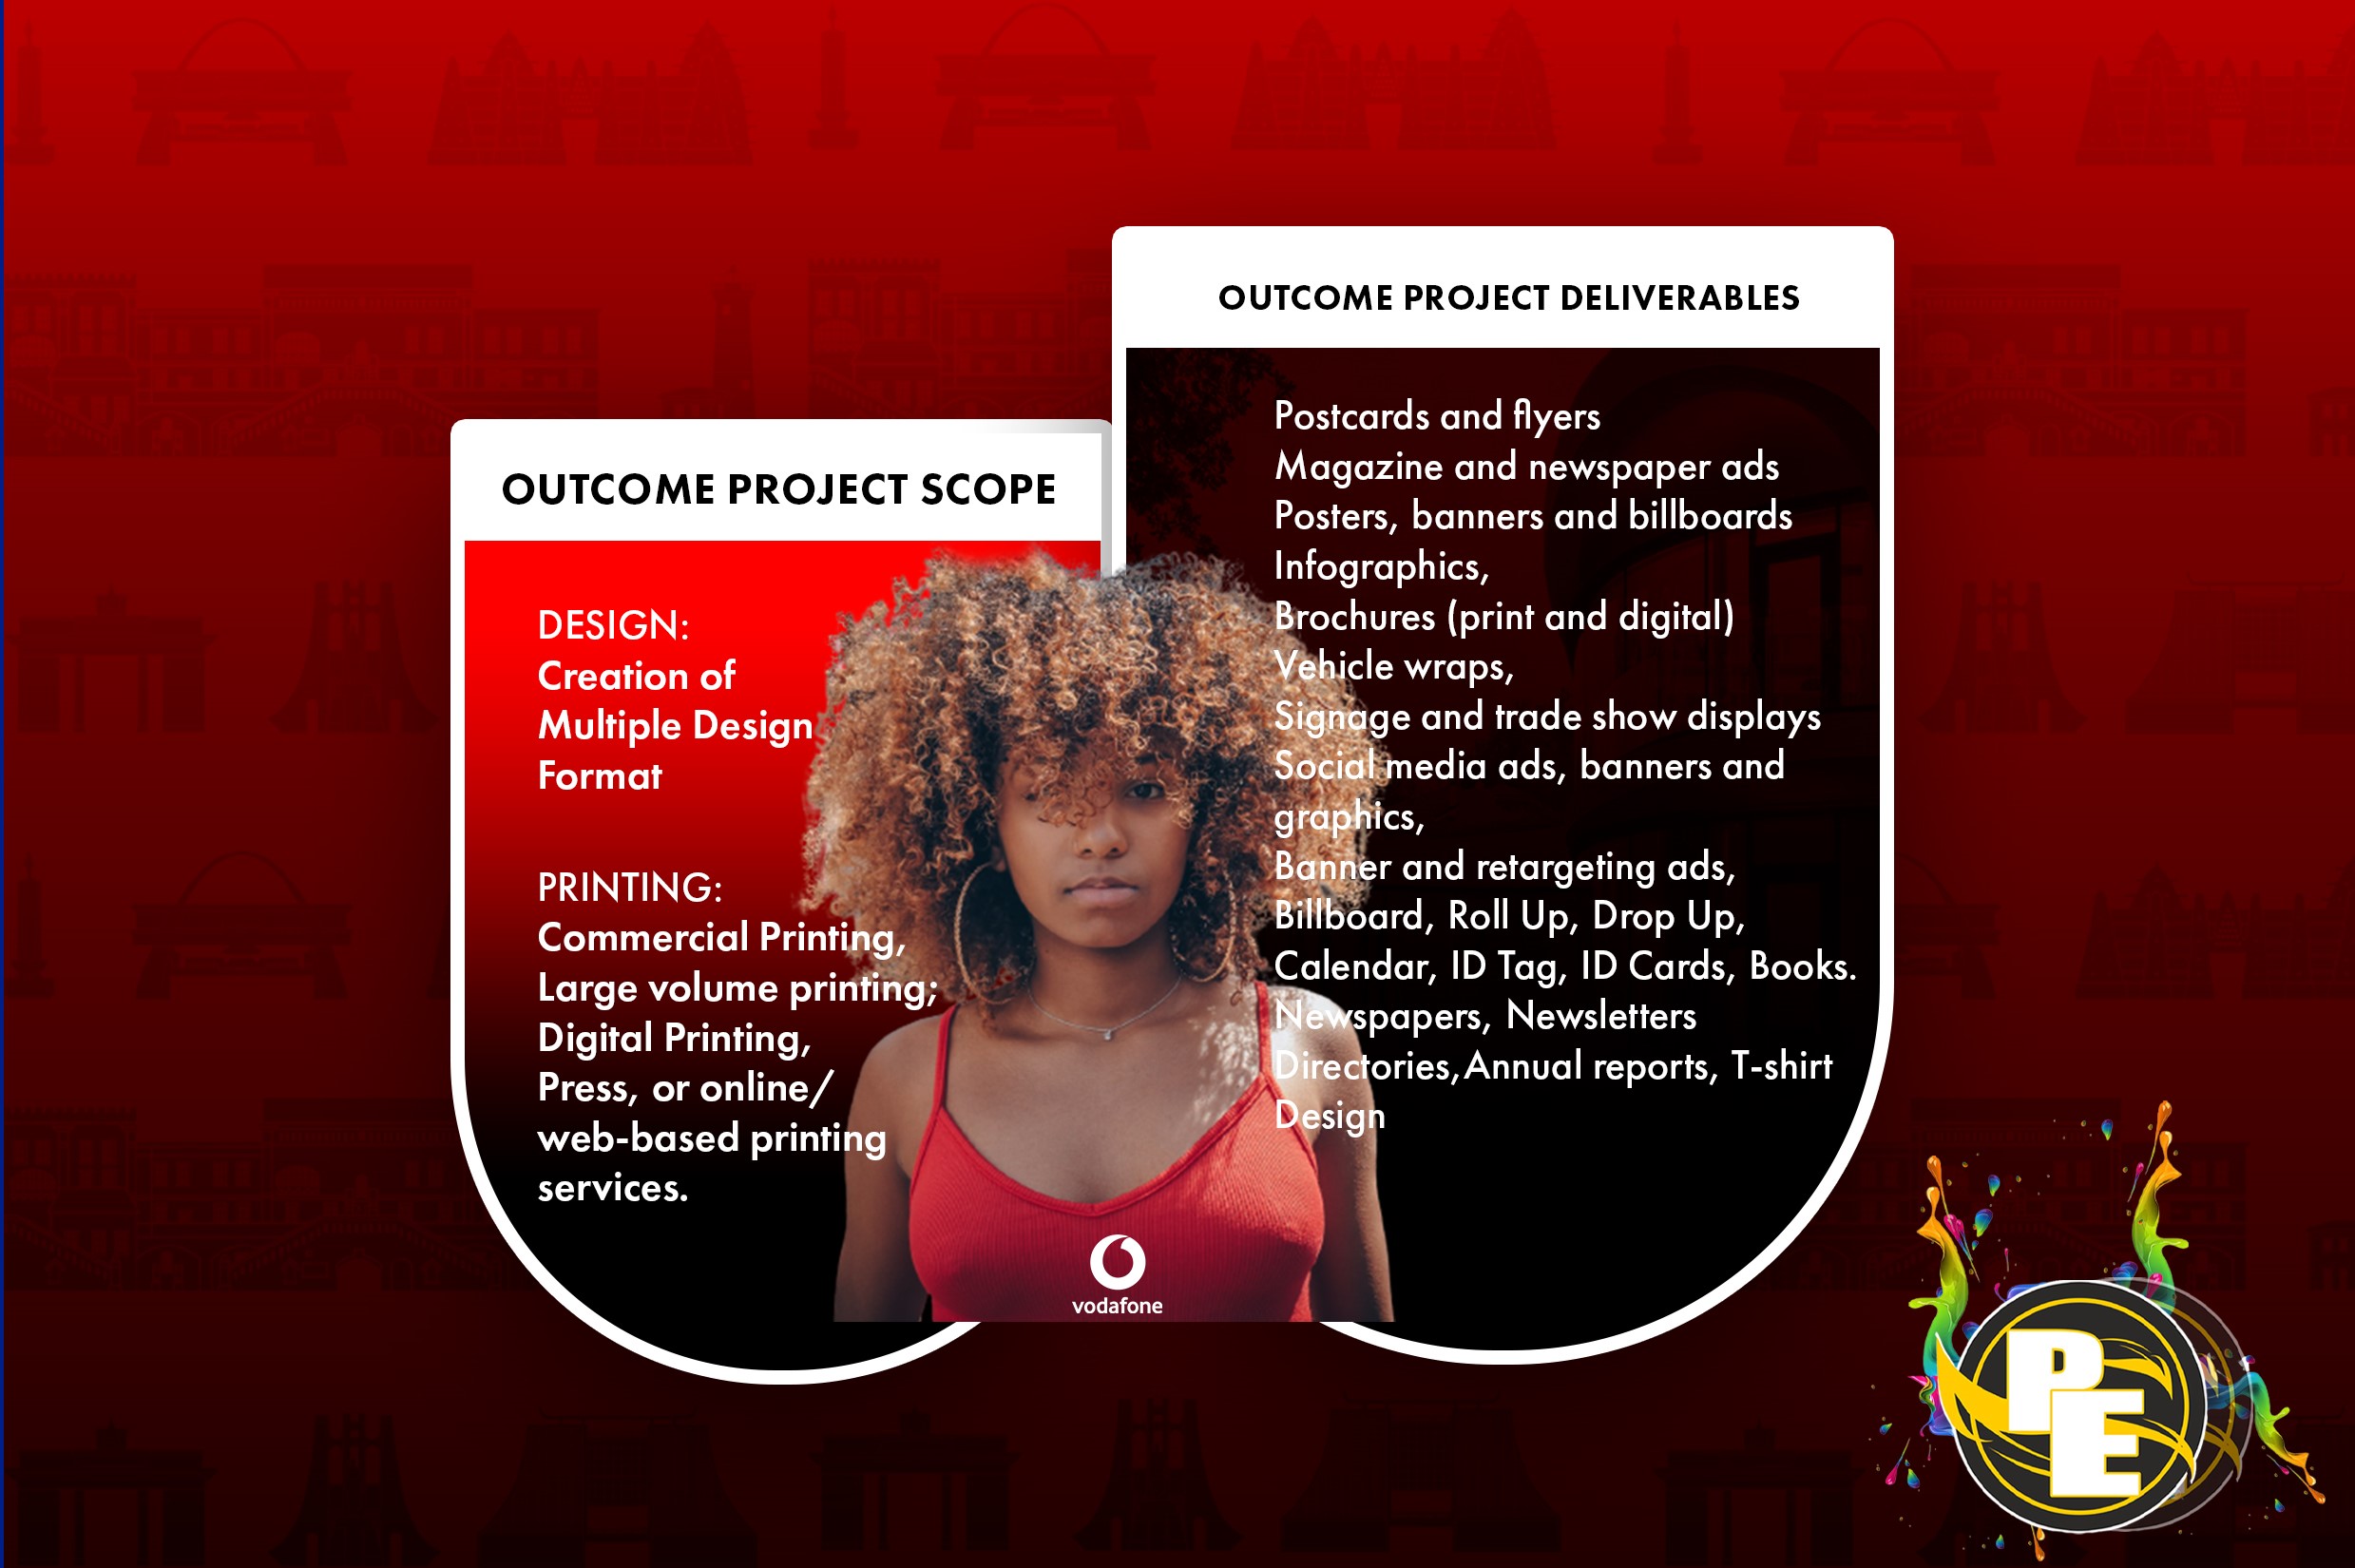 OUTCOME PROJECT SCOPE
DESIGN:
Creation of
Multiple Design
Format
PRINTING:
Commercial Printing,
Large volume printing;
Digital Printing,
Press, or online/
web-based printing
services.
OUTCOME PROJECT DELIVERABLES
Postcards and flyers
Magazine and newspaper ads
Posters, banners and billboards
Infographics,
Brochures (print and digital)
Vehicle wraps,
Signage and trade show displays
Social media ads, banners and
graphics,
Banner and retargeting ads,
Billboard, Roll Up, Drop Up,
Calendar, ID Tag, ID Cards, Books.
Newspapers, Newsletters
Directories,Annual reports, T-shirt
Design
vodafone
PE